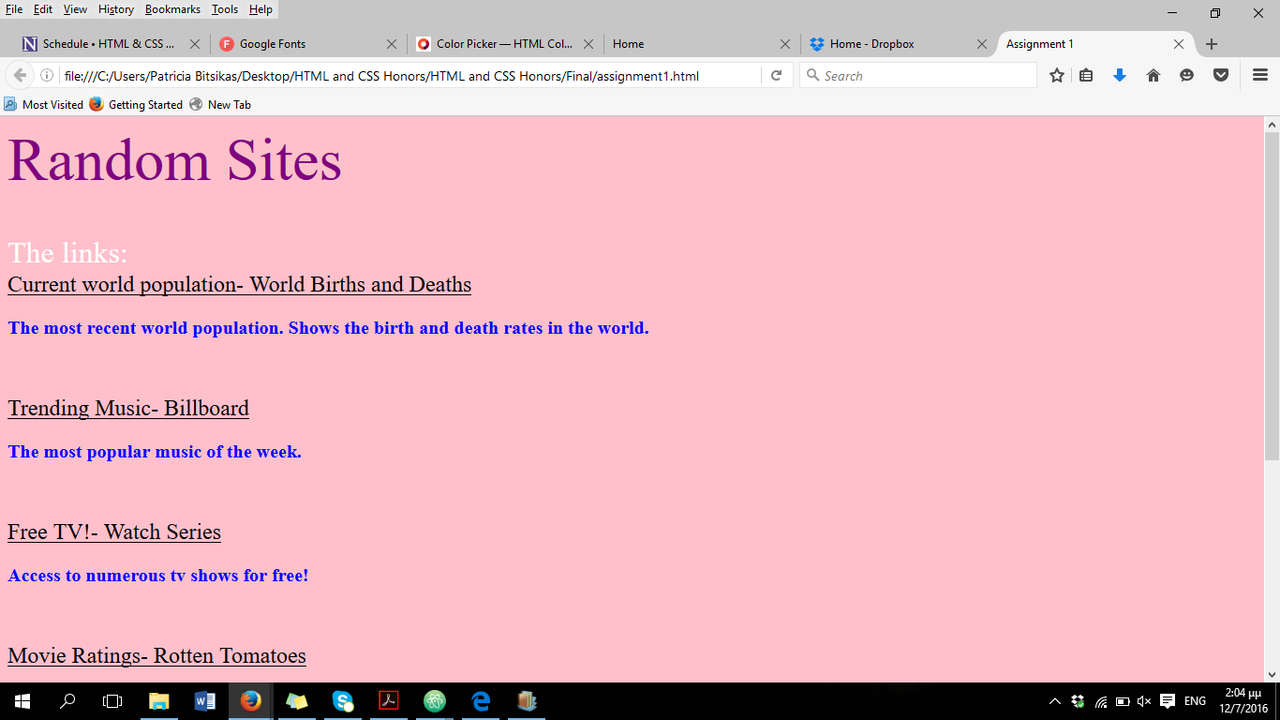 File Edit View History Bookmarks Tools Help
Schedule • HTML & CSS ... Google Fonts Color Picker — HTML Col... Home Home - Dropbox Assignment 1
file:///C:/Users/Patricia Bitsikas/Desktop/HTML and CSS Honors/HTML and CSS Honors/Final/assignment1.html Search
Most Visited Getting Started New Tab
Random Sites
The links:
Current world population- World Births and Deaths
The most recent world population. Shows the birth and death rates in the world.
Trending Music- Billboard
The most popular music of the week.
Free TV!- Watch Series
Access to numerous tv shows for free!
Movie Ratings- Rotten Tomatoes
ENG 2:04 μμ
12/7/2016